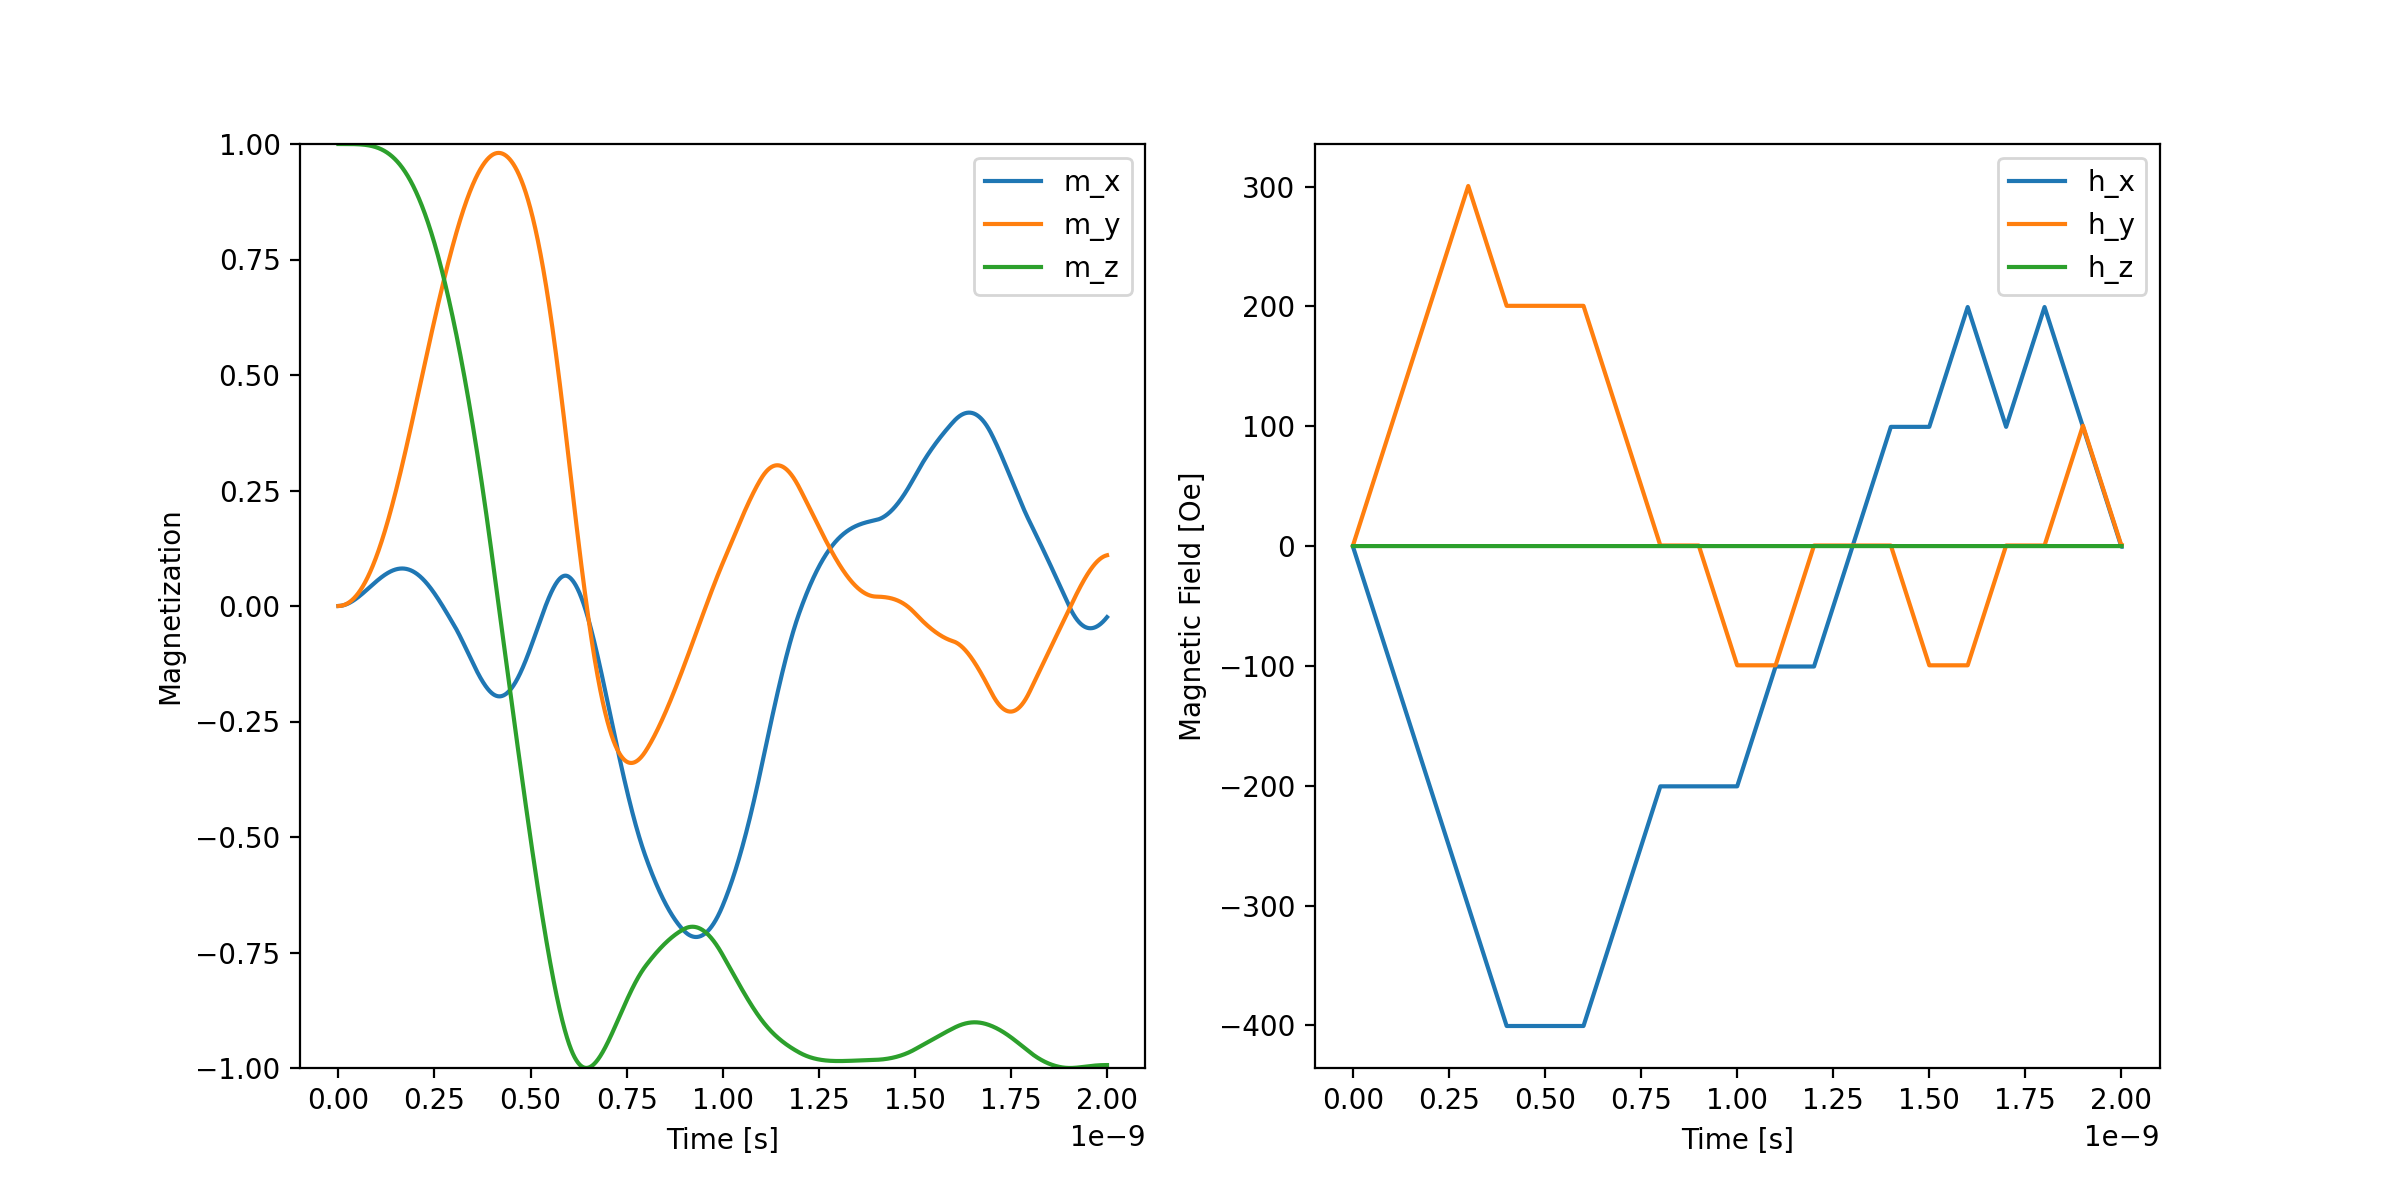 1.00
0.75
0.50
0.25
0.00
−0.25
−0.50
−0.75
−1.00
Magnetization
m_x
m_y
m_z
0.00 0.25 0.50 0.75 1.00 1.25 1.50 1.75 2.00
Time [s]
1e−9
300
200
100
0
−100
−200
−300
−400
Magnetic Field [Oe]
h_x
h_y
h_z
0.00 0.25 0.50 0.75 1.00 1.25 1.50 1.75 2.00
Time [s]
1e−9